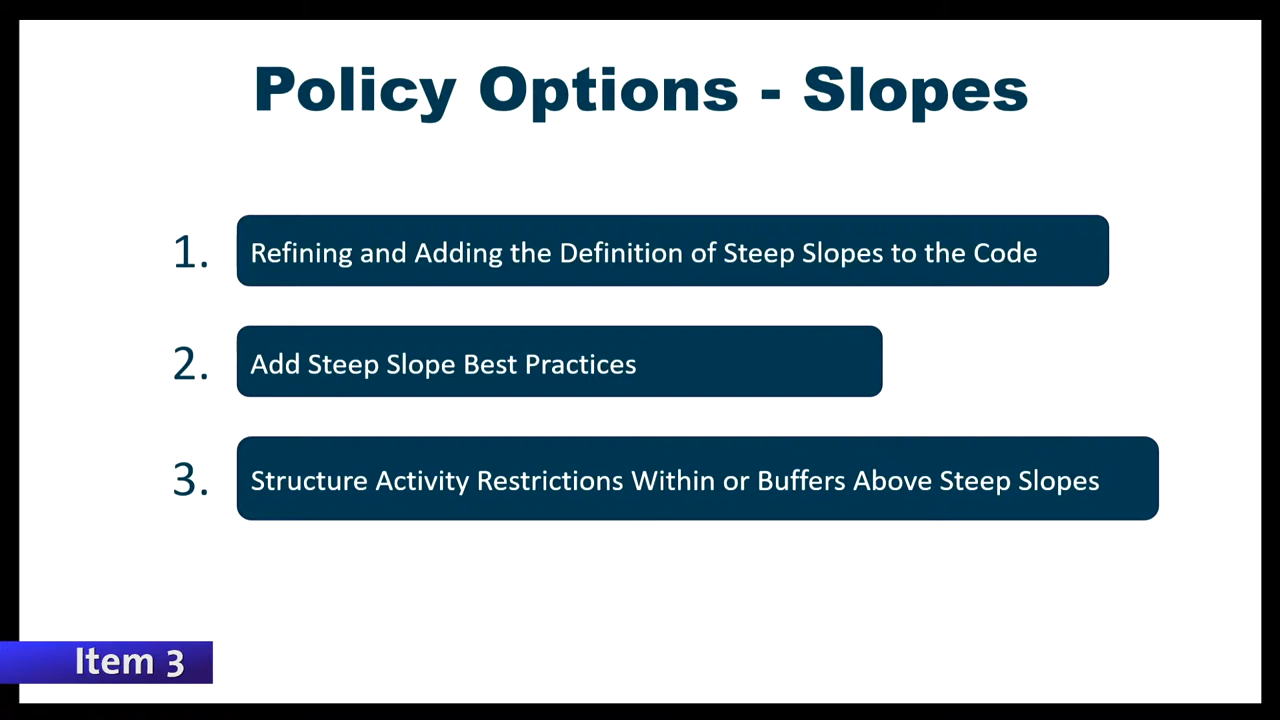 Policy Options - Slopes
1. Refining and Adding the Definition of Steep Slopes to the Code
2. Add Steep Slope Best Practices
3. Structure Activity Restrictions Within or Buffers Above Steep Slopes
Item 3